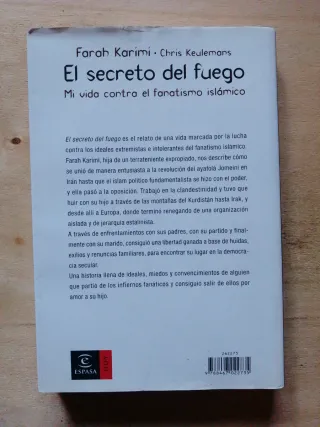 Farah Karimi • Chris Keulemans
El secreto del fuego
Mi vida contra el fanatismo islámico
El secreto del fuego es el relato de una vida marcada por la lucha
contra los ideales extremistas e intolerantes del fanatismo islámico.
Farah Karimi, hija de un terrateniente expropiado, nos describe cómo
se unió de manera entusiasta a la revolución del ayatola Jomeini en
Irán hasta que el islam político-fundamentalista se hizo con el poder,
y ella pasó a la oposición. Trabajó en la clandestinidad y tuvo que
huir con su hijo a través de las montañas del Kurdistán hasta Irak, y
desde allí a Europa, donde terminó renegando de una organización
aislada y de jerarquía estalinista.
A través de enfrentamientos con sus padres, con su partido y final-
mente con su marido, consiguió una libertad ganada a base de huidas,
exilios y renuncias familiares, para encontrar su lugar en la democra-
cia secular.
Una historia llena de ideales, miedos y convencimientos de alguien
que partió de los infiernos fanáticos y consiguió salir de ellos por
amor a su hijo.
ESPASA
HOY